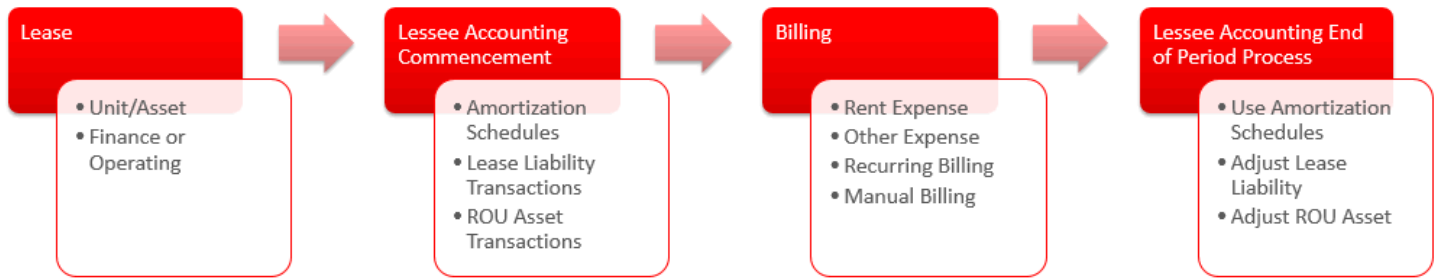 Lease
• Unit/Asset
• Finance or
Operating
Lessee Accounting
Commencement
• Amortization
Schedules
• Lease Liability
Transactions
• ROU Asset
Transactions
Billing
• Rent Expense
• Other Expense
• Recurring Billing
• Manual Billing
Lessee Accounting End
of Period Process
• Use Amortization
Schedules
• Adjust Lease
Liability
• Adjust ROU Asset